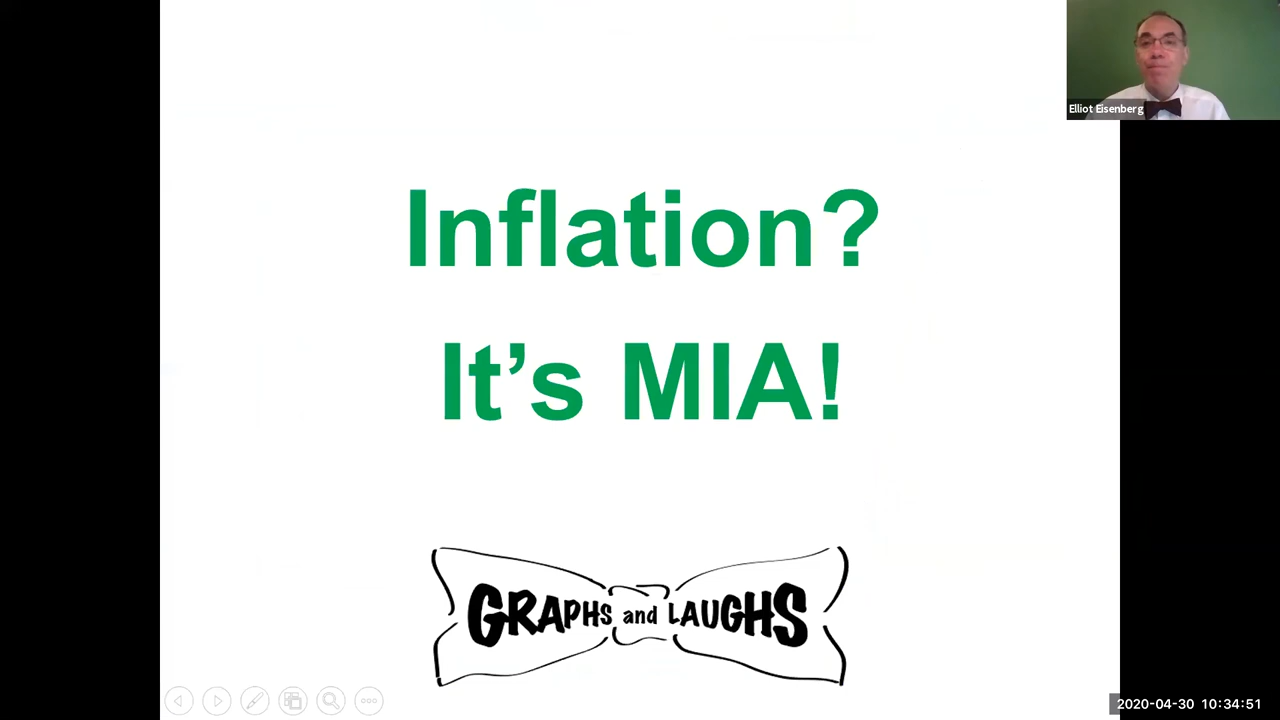 Elliot Eisenberg
Inflation?
It’s MIA!
GRAPHS and LAUGHS
2020-04-30 10:34:51